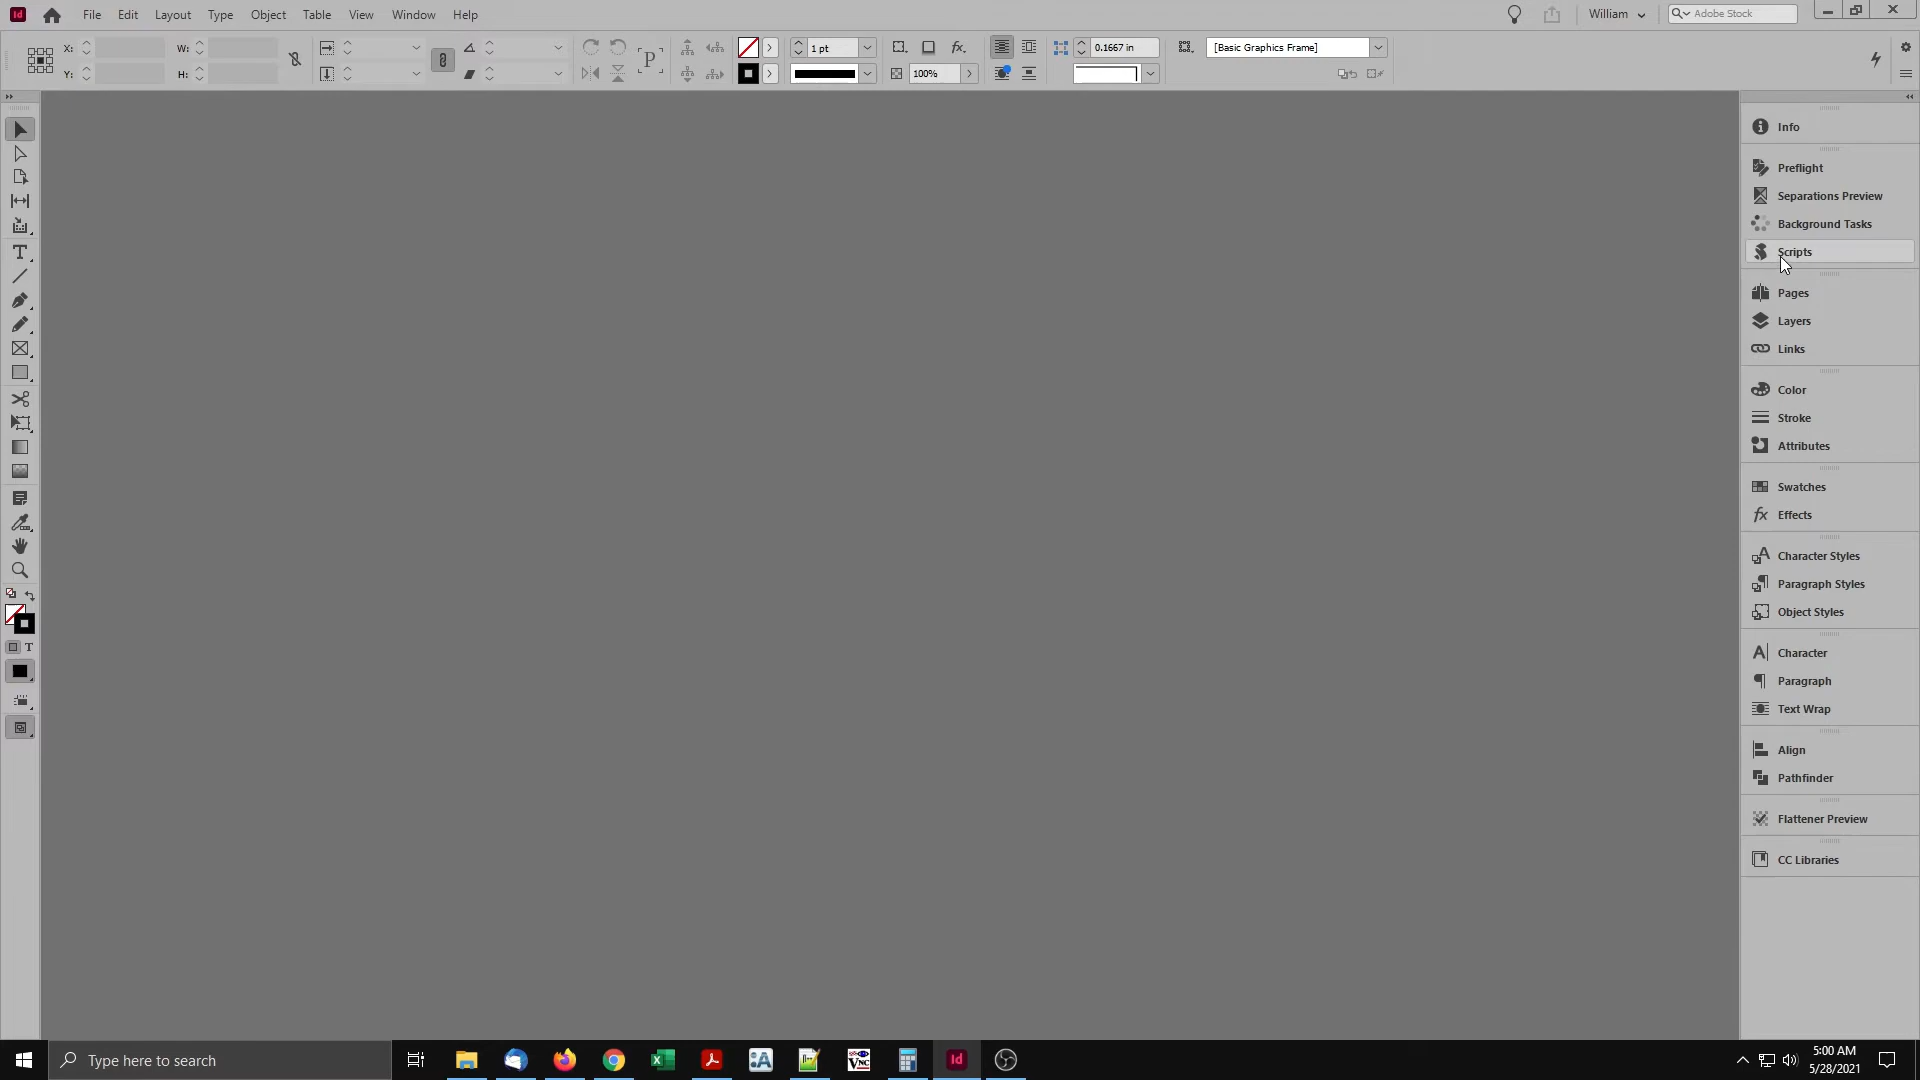 Id
File Edit Layout Type Object Table View Window Help
William
Adobe Stock
X:
W:
1 pt
fx.
0.1667 in
[Basic Graphics Frame]
Y:
H:
P
100%
Info
Preflight
Separations Preview
Background Tasks
Scripts
Pages
Layers
Links
Color
Stroke
Attributes
Swatches
fx Effects
Character Styles
Paragraph Styles
Object Styles
Character
Paragraph
Text Wrap
Align
Pathfinder
Flattener Preview
CC Libraries
T
T
Type here to search
Id
5:00 AM
5/28/2021